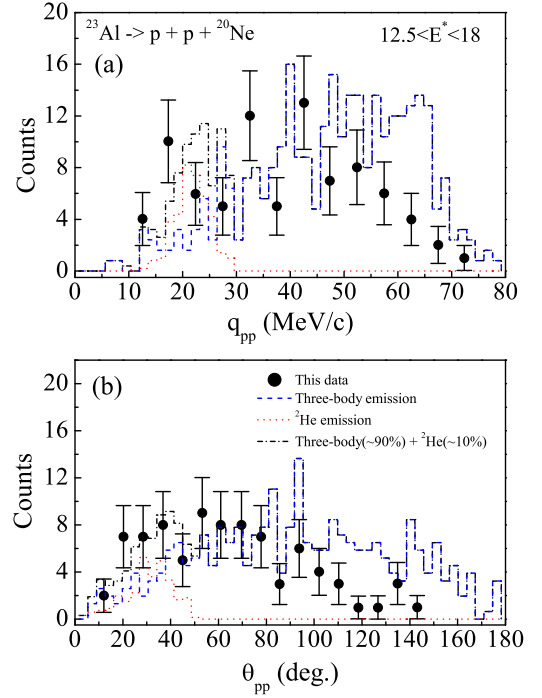 ²³Al -> p + p + ²⁰Ne 12.5<E*<18
(a)
20
16
12
8
4
0
Counts
0 10 20 30 40 50 60 70 80
q_pp (MeV/c)
(b)
20
16
12
8
4
0
Counts
This data
Three-body emission
²He emission
Three-body(~90%) + ²He(~10%)
0 20 40 60 80 100 120 140 160 180
θ_pp (deg.)